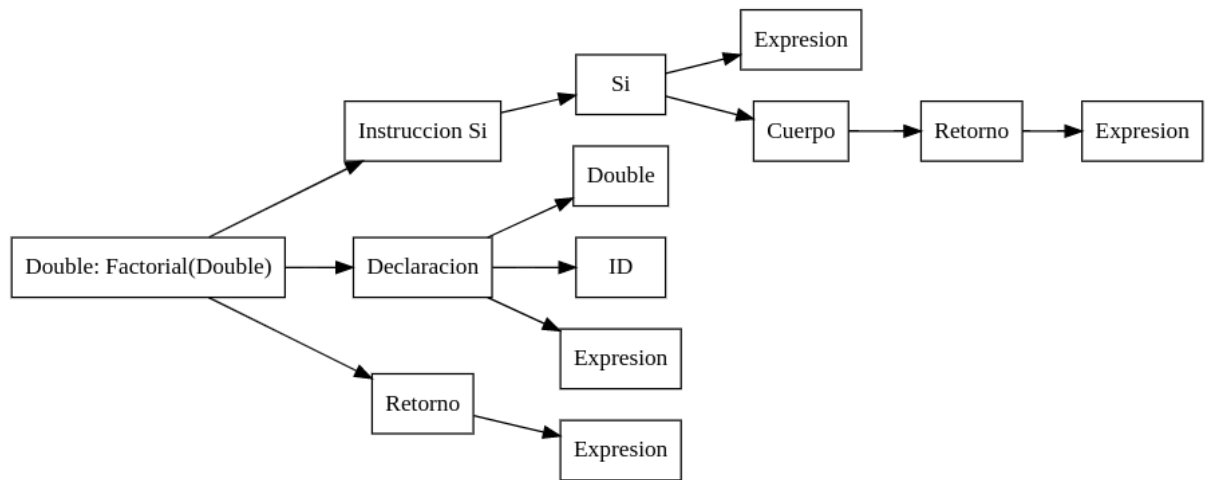 Expresion
Si
Instruccion Si
Cuerpo
Retorno
Expresion
Double
Double: Factorial(Double)
Declaracion
ID
Expresion
Retorno
Expresion